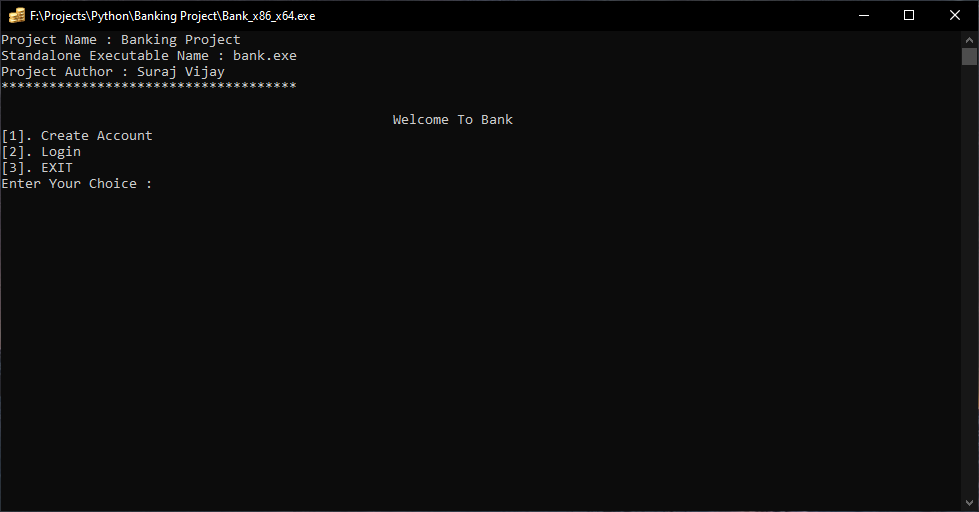 F:\Projects\Python\Banking Project\Bank_x86_x64.exe
Project Name : Banking Project
Standalone Executable Name : bank.exe
Project Author : Suraj Vijay
*************************************
Welcome To Bank
[1]. Create Account
[2]. Login
[3]. EXIT
Enter Your Choice :